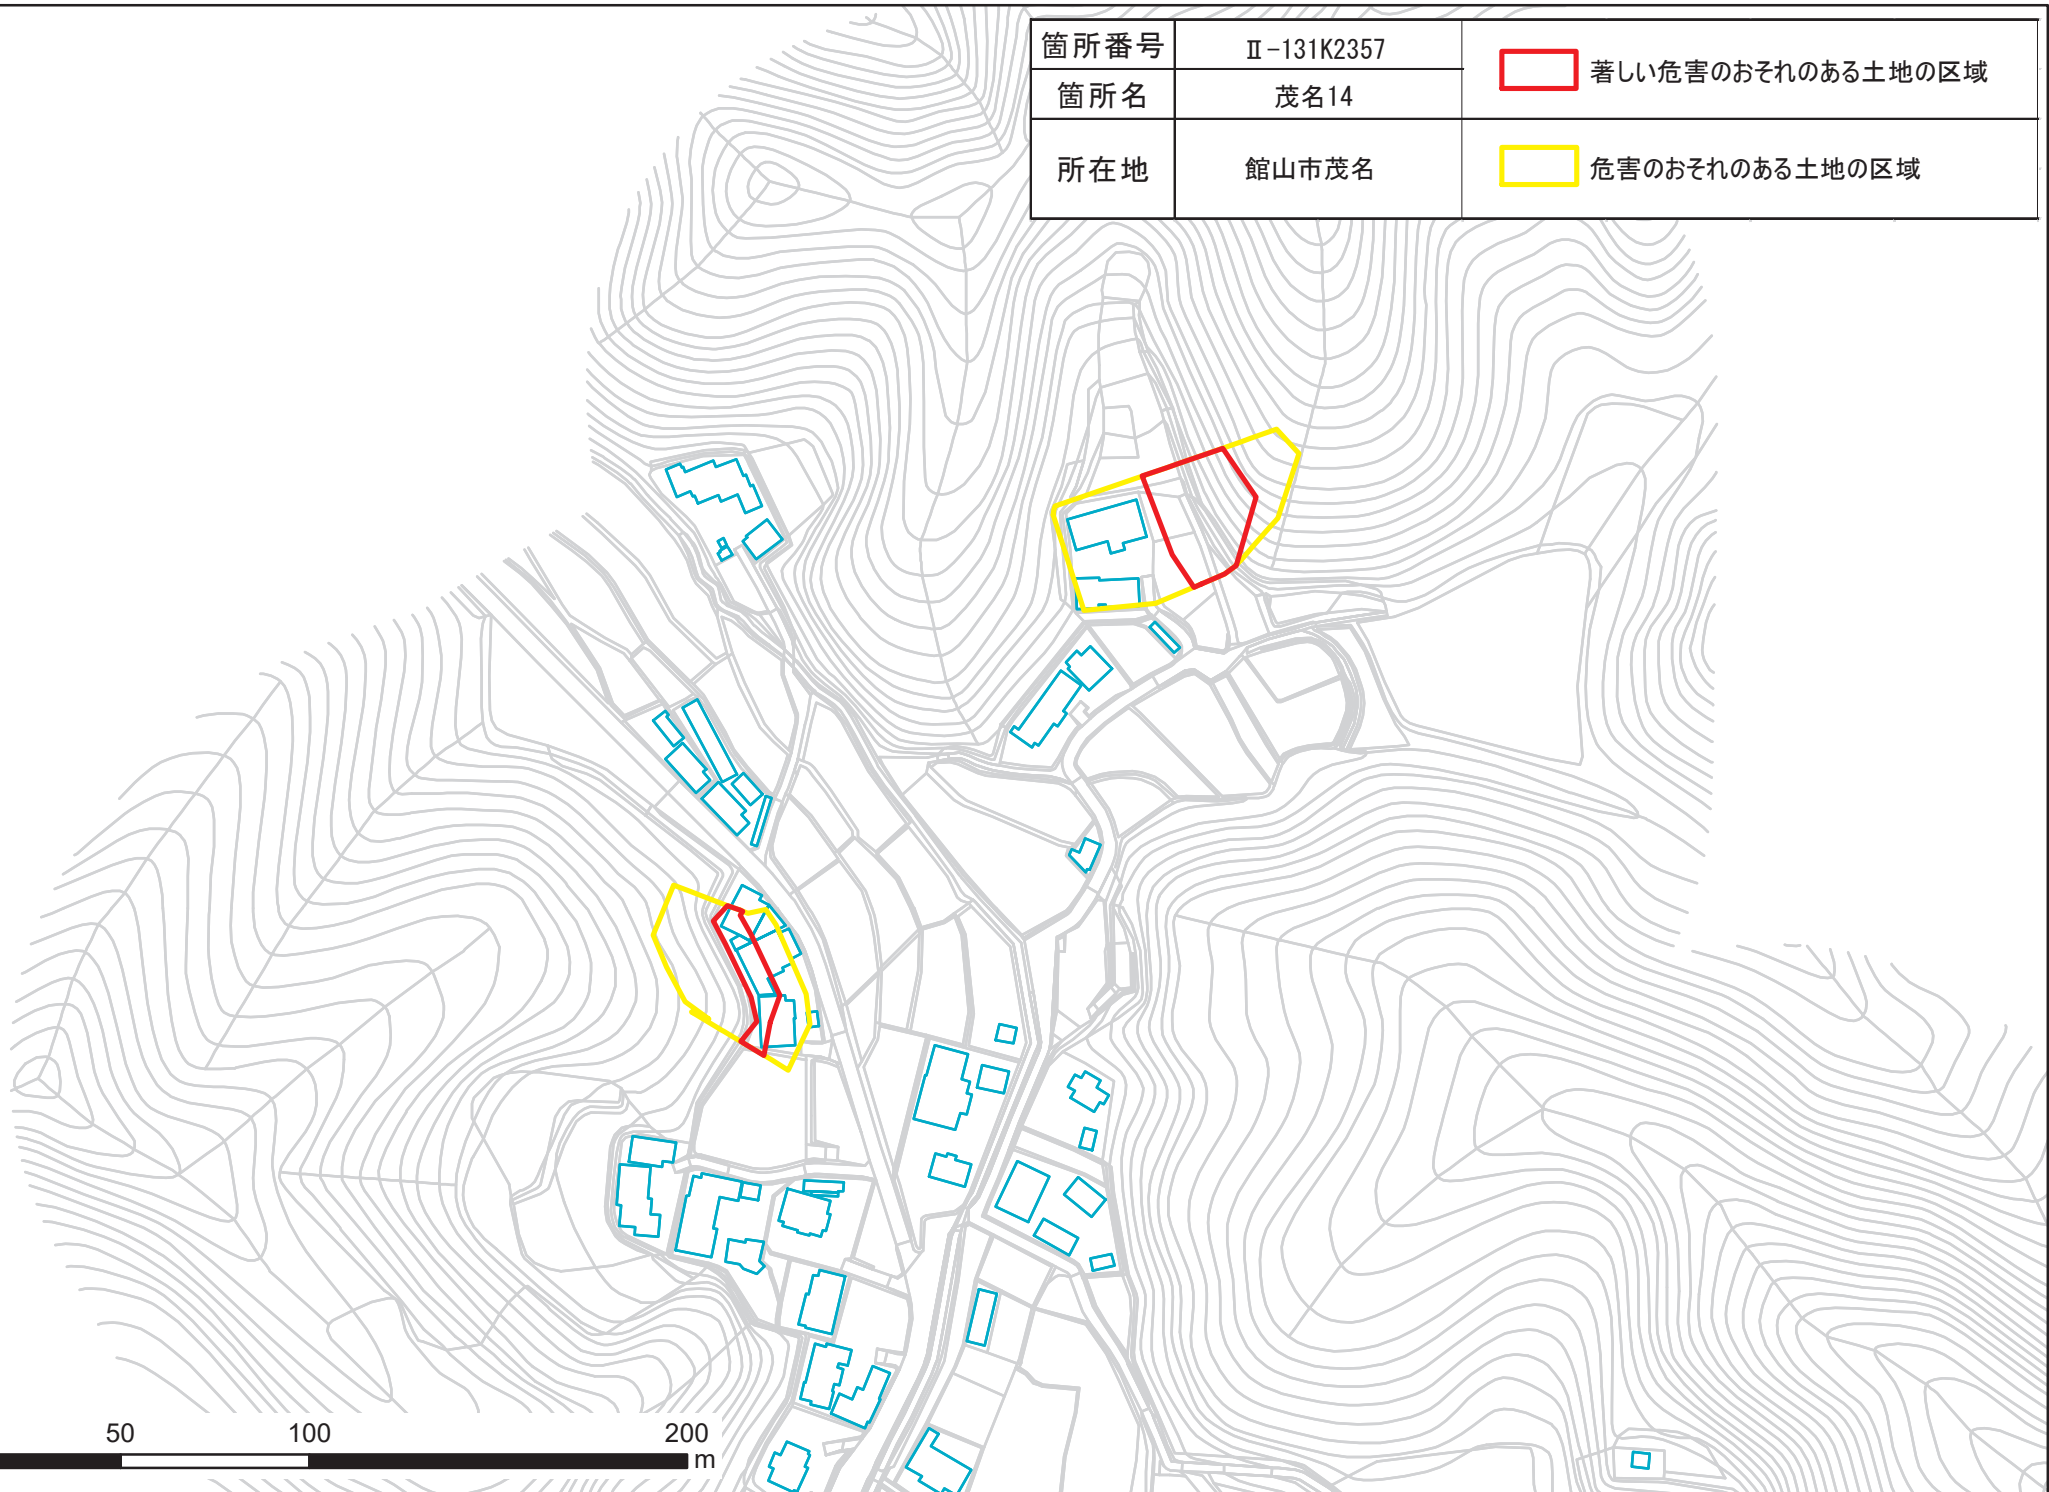 箇所番号 Ⅱ-131K2357
著しい危害のおそれのある土地の区域
箇所名 茂名14
所在地 館山市茂名
危害のおそれのある土地の区域
50 100 200
m